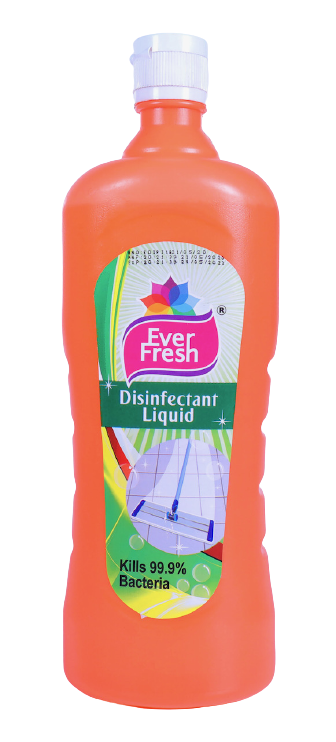 ®
Ever
Fresh
Disinfectant
Liquid
Kills 99.9%
Bacteria